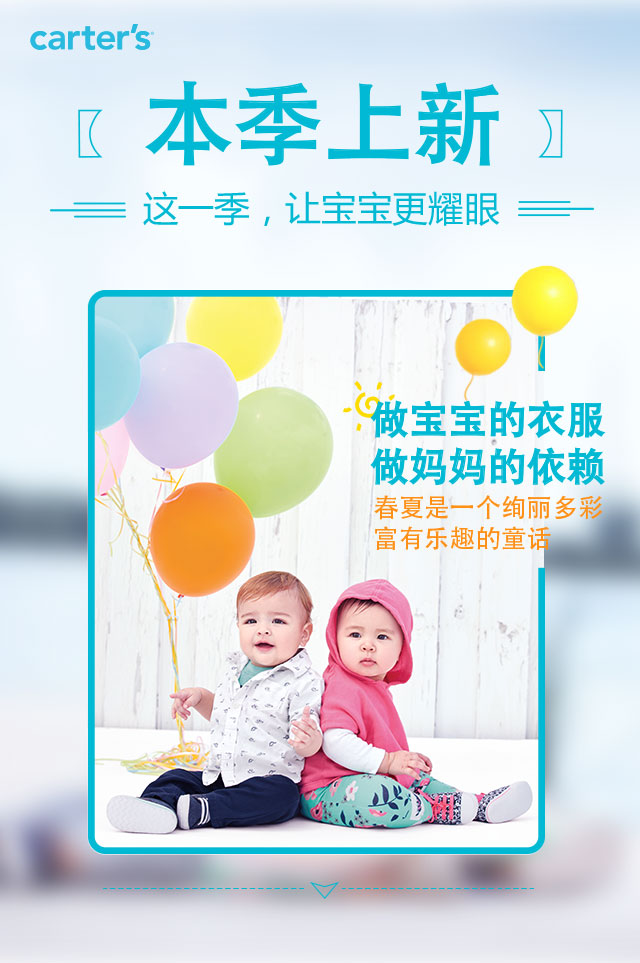 carter's
本季上新
这一季，让宝宝更耀眼
做宝宝的衣服
做妈妈的依赖
春夏是一个绚丽多彩
富有乐趣的童话